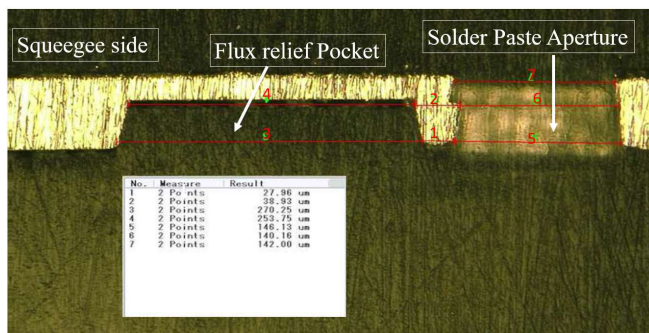 Squeegee side
Flux relief Pocket
Solder Paste Aperture
7
4
2
6
3
1
5
No. Measure Result
1 2 Points 27.96 um
2 2 Points 38.93 um
3 2 Points 270.25 um
4 2 Points 253.75 um
5 2 Points 146.13 um
6 2 Points 140.16 um
7 2 Points 142.00 um